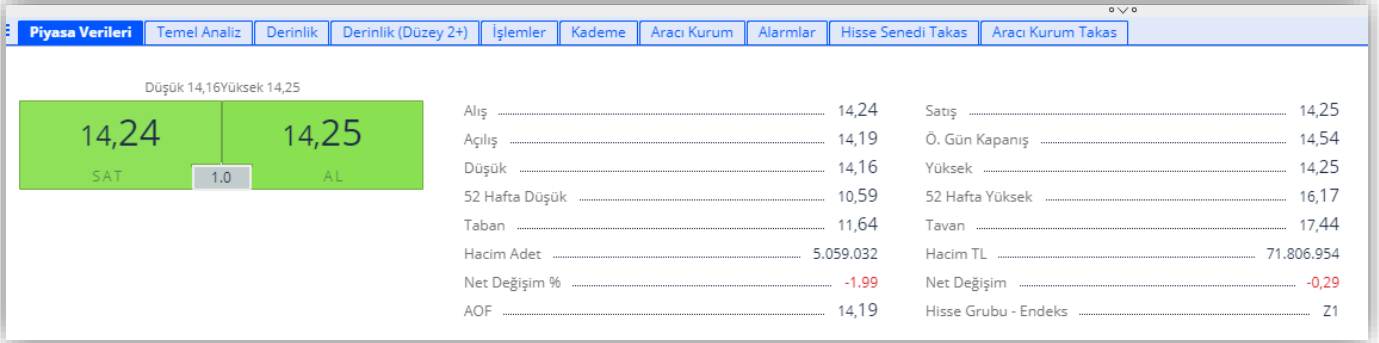 Piyasa Verileri Temel Analiz Derinlik Derinlik (Düzey 2+) İşlemler Kademe Aracı Kurum Alarmlar Hisse Senedi Takas Aracı Kurum Takas
Düşük 14,16Yüksek 14,25
14,24 14,25
SAT 1.0 AL
Alış 14,24 Satış 14,25
Açılış 14,19 Ö. Gün Kapanış 14,54
Düşük 14,16 Yüksek 14,25
52 Hafta Düşük 10,59 52 Hafta Yüksek 16,17
Taban 11,64 Tavan 17,44
Hacim Adet 5.059.032 Hacim TL 71.806.954
Net Değişim % -1.99 Net Değişim -0,29
AOF 14,19 Hisse Grubu - Endeks Z1